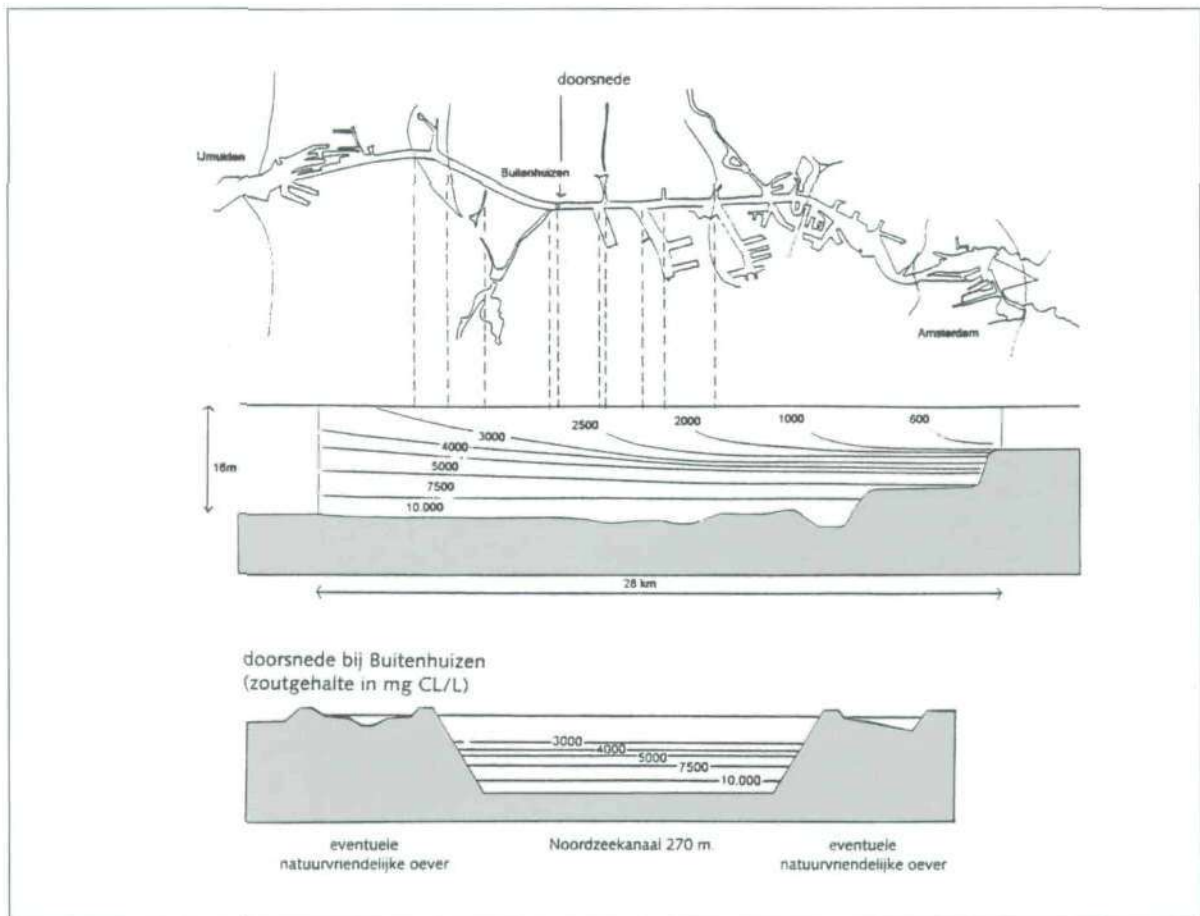 doorsnede
IJmuiden
Buitenhuizen
Amsterdam
600
1000
2000
2500
3000
4000
5000
7500
10.000
16m
28 km
doorsnede bij Buitenhuizen
(zoutgehalte in mg CL/L)
3000
4000
5000
7500
10.000
eventuele
natuurvriendelijke oever
Noordzeekanaal 270 m.
eventuele
natuurvriendelijke oever